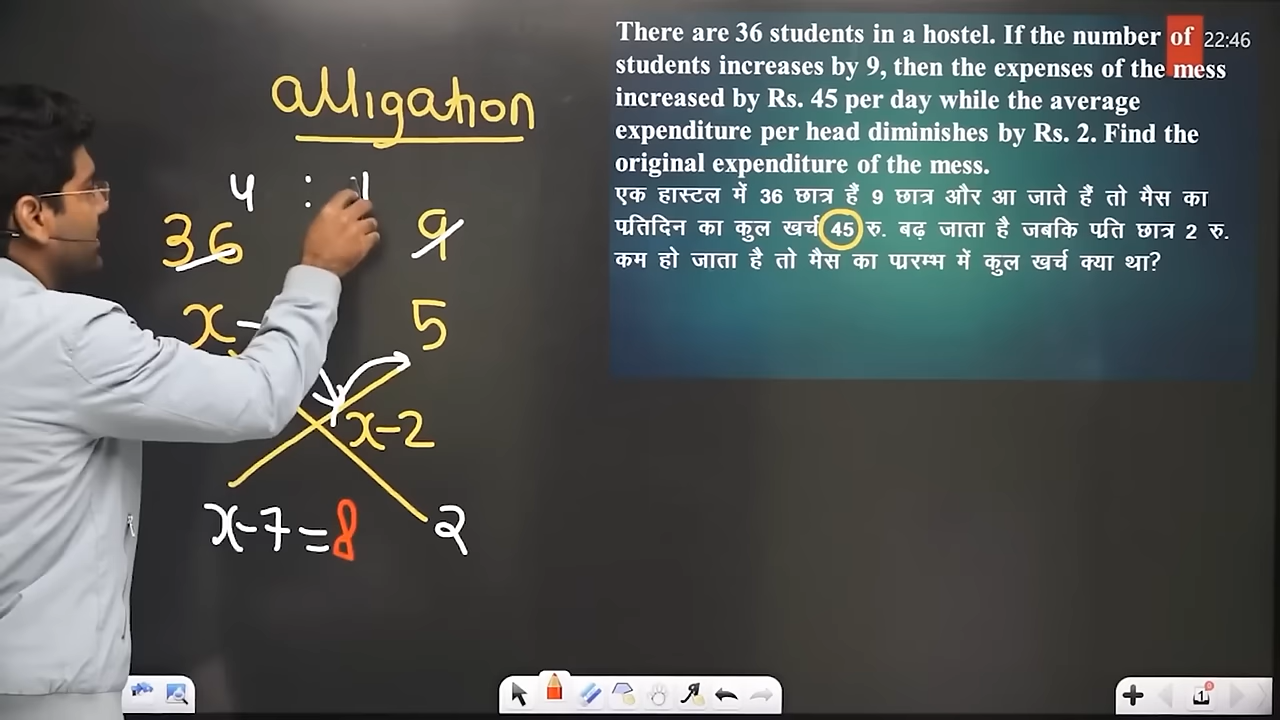 There are 36 students in a hostel. If the number of
students increases by 9, then the expenses of the mess
increased by Rs. 45 per day while the average
expenditure per head diminishes by Rs. 2. Find the
original expenditure of the mess.
एक हास्टल में 36 छात्र हैं 9 छात्र और आ जाते हैं तो मैस का
प्रतिदिन का कुल खर्च 45 रु. बढ़ जाता है जबकि प्रति छात्र 2 रु.
कम हो जाता है तो मैस का प्रारम्भ में कुल खर्च क्या था?
22:46
alligation
4 : 1
36 9
x 5
x-2
x-7=8 2
1